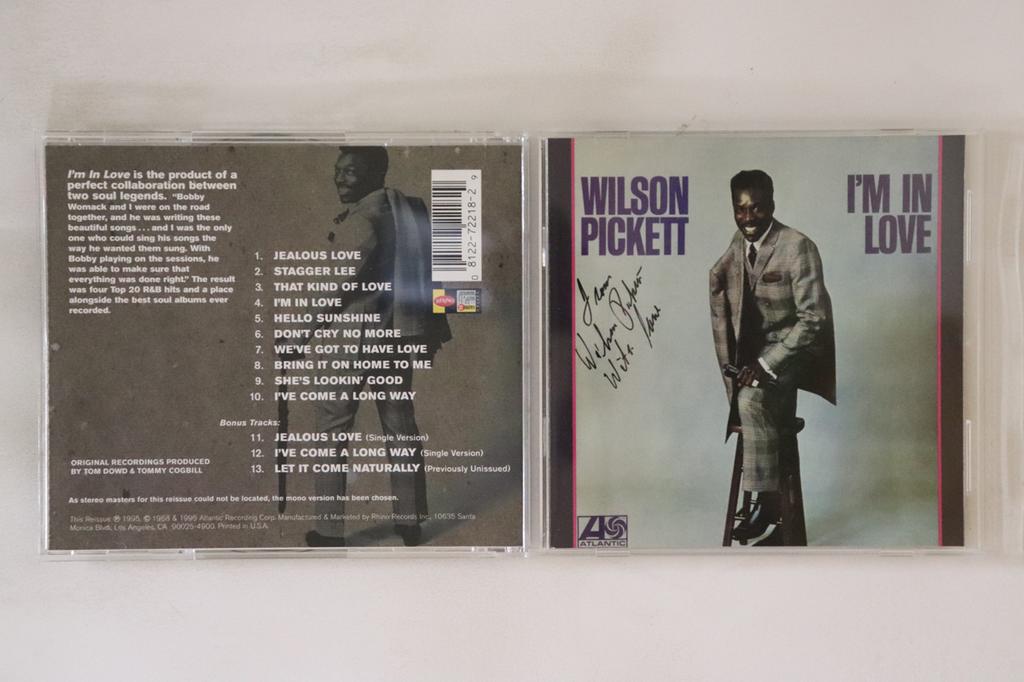 I'm In Love is the product of a
perfect collaboration between
two soul legends. "Bobby
Womack and I were on the road
together, and he was writing these
beautiful songs . . . and I was the only
one who could sing his songs the
way he wanted them sung. With
Bobby playing on the sessions, he
was able to make sure that
everything was done right." The result
was four Top 20 R&B hits and a place
alongside the best soul albums ever
recorded.
1. JEALOUS LOVE
2. STAGGER LEE
3. THAT KIND OF LOVE
4. I'M IN LOVE
5. HELLO SUNSHINE
6. DON'T CRY NO MORE
7. WE'VE GOT TO HAVE LOVE
8. BRING IT ON HOME TO ME
9. SHE'S LOOKIN' GOOD
10. I'VE COME A LONG WAY
Bonus Tracks:
11. JEALOUS LOVE (Single Version)
12. I'VE COME A LONG WAY (Single Version)
13. LET IT COME NATURALLY (Previously Unissued)
ORIGINAL RECORDINGS PRODUCED
BY TOM DOWD & TOMMY COGBILL
As stereo masters for this reissue could not be located, the mono version has been chosen.
This Reissue ℗ 1995, © 1968 & 1995 Atlantic Recording Corp. Manufactured & Marketed by Rhino Records Inc., 10635 Santa
Monica Blvd., Los Angeles, CA 90025-4900. Printed in U.S.A.
0 8122-72218-2 9
RHINO
WILSON
PICKETT
I'M IN
LOVE
From
Wilson Pickett
With
ATLANTIC